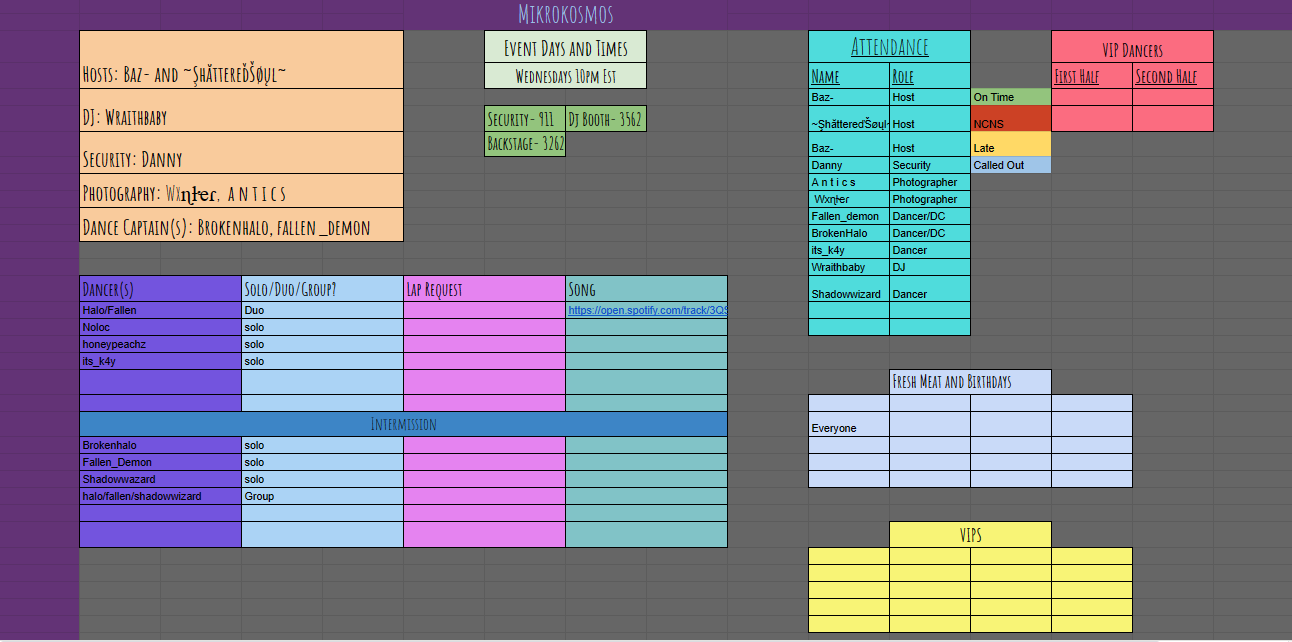 Mikrokosmos
Hosts: Baz- and ~ŞhăttereďŠøųl~
DJ: Wraithbaby
Security: Danny
Photography: Wxηƚer, A n t i c s
Dance Captain(s): Brokenhalo, fallen_demon
Event Days and Times
Wednesdays 10pm Est
Security- 911 DJ Booth- 3562
Backstage- 3262
Attendance
Name Role
Baz- Host On Time
~ŞhăttereďŠøųl~ Host NCNS
Baz- Host Late
Danny Security Called Out
A n t i c s Photographer
Wxηƚer Photographer
Fallen_demon Dancer/DC
BrokenHalo Dancer/DC
its_k4y Dancer
Wraithbaby DJ
Shadowwizard Dancer
VIP Dancers
First Half Second Half
Dancer(s) Solo/Duo/Group? Lap Request Song
Halo/Fallen Duo https://open.spotify.com/track/3QS
Noloc solo
honeypeachz solo
its_k4y solo
Intermission
Brokenhalo solo
Fallen_Demon solo
Shadowwazard solo
halo/fallen/shadowwizard Group
Fresh Meat and Birthdays
Everyone
VIPS